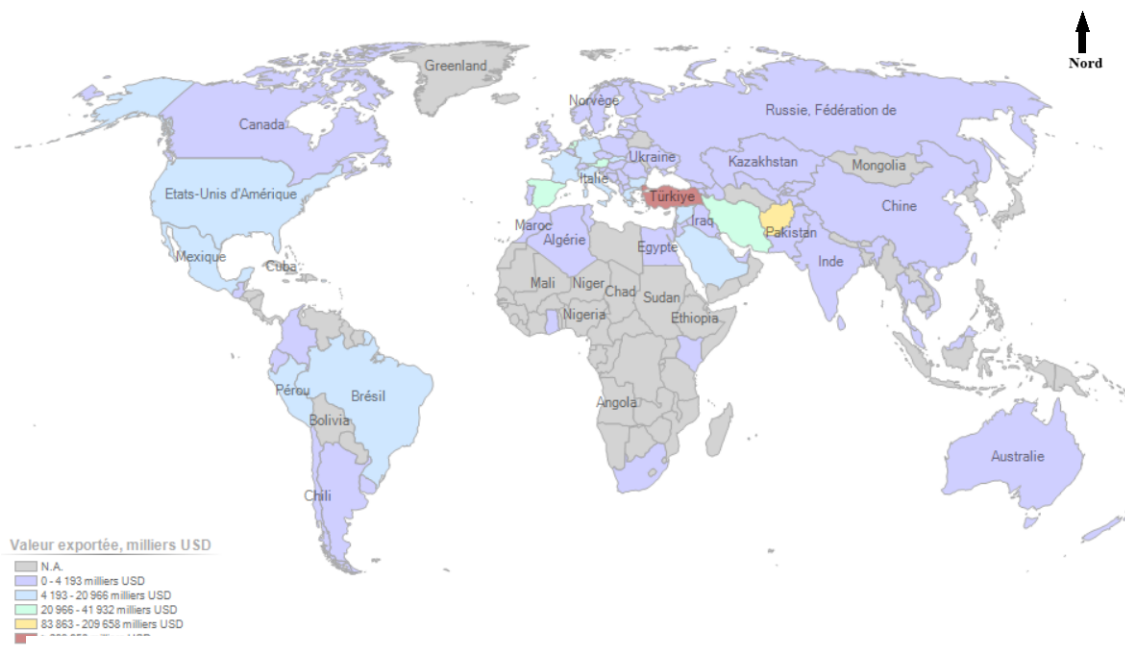 Nord
Greenland
Norvège
Russie, Fédération de
Canada
Ukraine
Kazakhstan
Mongolia
Italie
Etats-Unis d'Amérique
Türkiye
Chine
Maroc
Iraq
Pakistan
Algérie
Egypte
Mexique
Inde
Cuba
Mali
Niger
Chad
Sudan
Nigeria
Ethiopia
Pérou
Brésil
Angola
Bolivia
Australie
Chili
Valeur exportée, milliers USD
N.A.
0 - 4 193 milliers USD
4 193 - 20 966 milliers USD
20 966 - 41 932 milliers USD
83 863 - 209 658 milliers USD